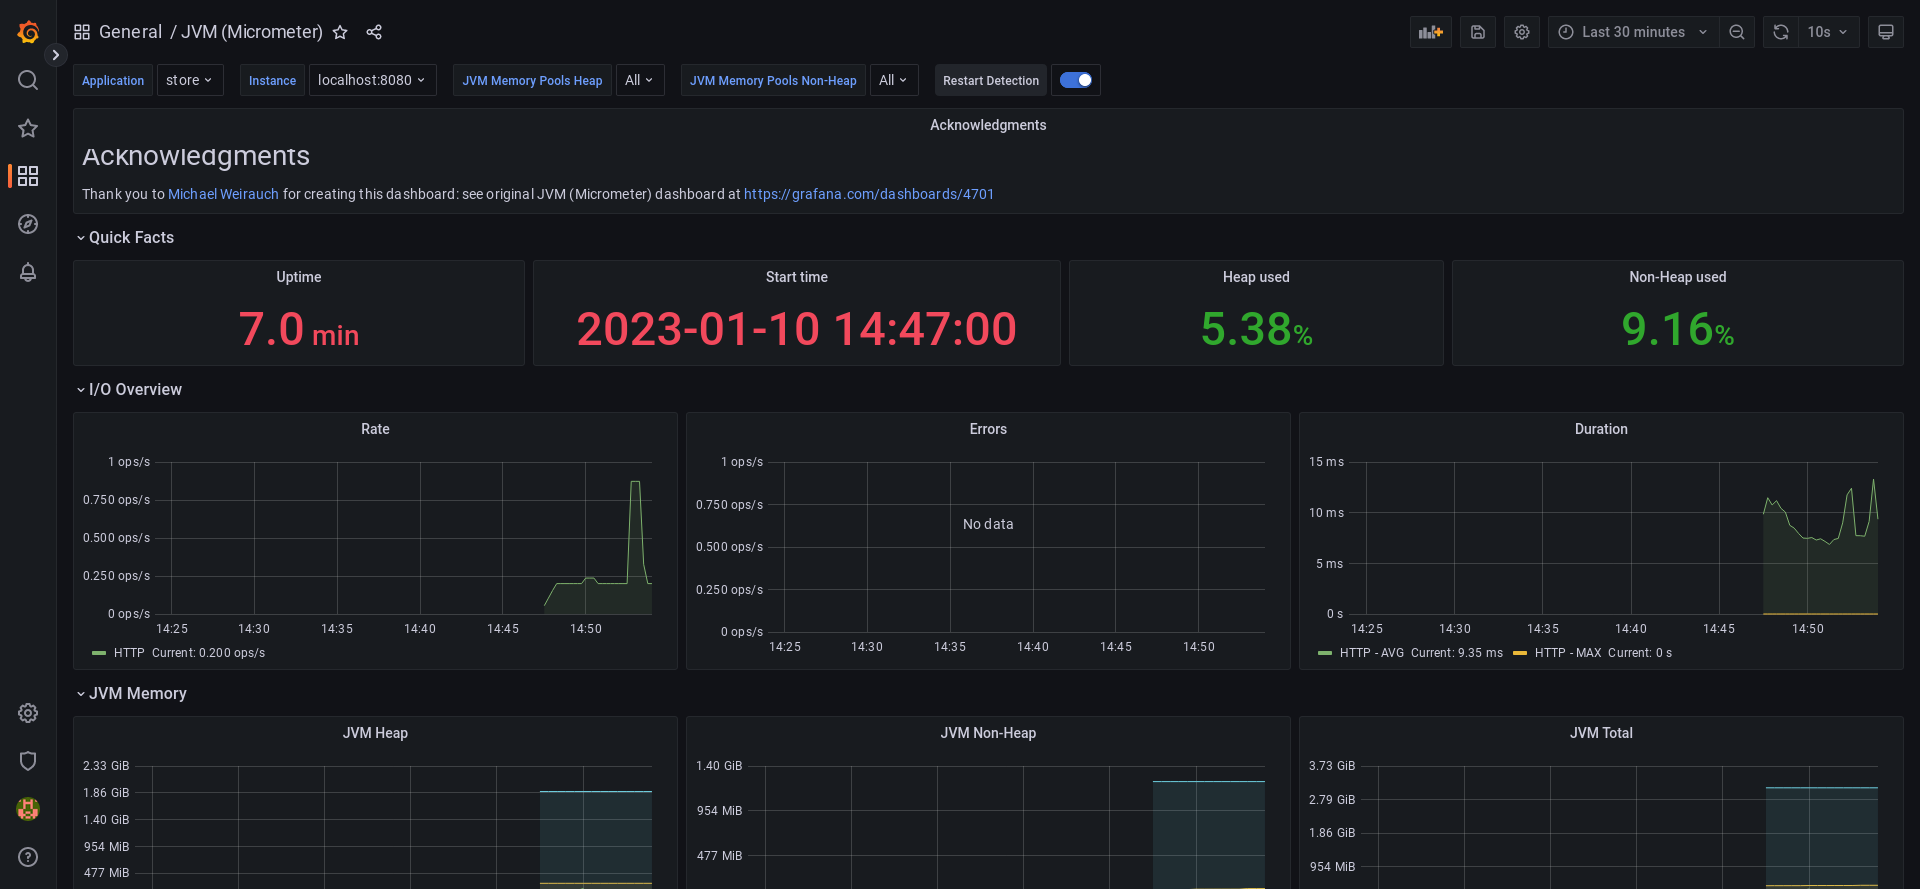 General / JVM (Micrometer)
Last 30 minutes
10s
Application store Instance localhost:8080 JVM Memory Pools Heap All JVM Memory Pools Non-Heap All Restart Detection
Acknowledgments
Acknowledgments
Thank you to Michael Weirauch for creating this dashboard: see original JVM (Micrometer) dashboard at https://grafana.com/dashboards/4701
Quick Facts
Uptime
7.0 min
Start time
2023-01-10 14:47:00
Heap used
5.38%
Non-Heap used
9.16%
I/O Overview
Rate
1 ops/s
0.750 ops/s
0.500 ops/s
0.250 ops/s
0 ops/s
14:25 14:30 14:35 14:40 14:45 14:50
HTTP Current: 0.200 ops/s
Errors
1 ops/s
0.750 ops/s
0.500 ops/s
0.250 ops/s
0 ops/s
No data
14:25 14:30 14:35 14:40 14:45 14:50
Duration
15 ms
10 ms
5 ms
0 s
14:25 14:30 14:35 14:40 14:45 14:50
HTTP - AVG Current: 9.35 ms HTTP - MAX Current: 0 s
JVM Memory
JVM Heap
2.33 GiB
1.86 GiB
1.40 GiB
954 MiB
477 MiB
JVM Non-Heap
1.40 GiB
954 MiB
477 MiB
JVM Total
3.73 GiB
2.79 GiB
1.86 GiB
954 MiB